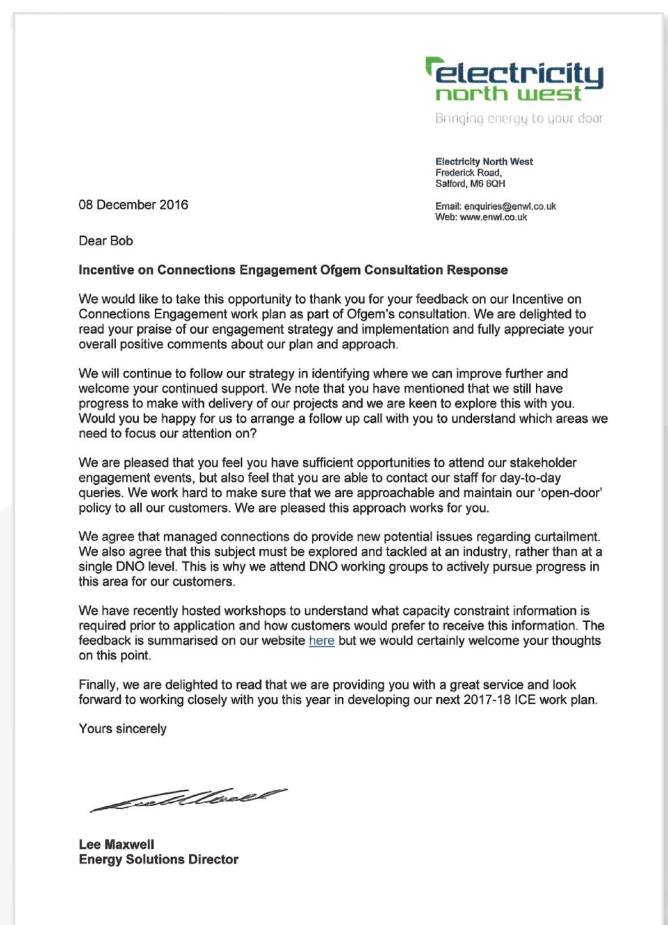 electricity
north west
Bringing energy to your door
Electricity North West
Frederick Road,
Salford, M6 6QH
08 December 2016
Email: enquiries@enwl.co.uk
Web: www.enwl.co.uk
Dear Bob
Incentive on Connections Engagement Ofgem Consultation Response
We would like to take this opportunity to thank you for your feedback on our Incentive on
Connections Engagement work plan as part of Ofgem's consultation. We are delighted to
read your praise of our engagement strategy and implementation and fully appreciate your
overall positive comments about our plan and approach.
We will continue to follow our strategy in identifying where we can improve further and
welcome your continued support. We note that you have mentioned that we still have
progress to make with delivery of our projects and we are keen to explore this with you.
Would you be happy for us to arrange a follow up call with you to understand which areas we
need to focus our attention on?
We are pleased that you feel you have sufficient opportunities to attend our stakeholder
engagement events, but also feel that you are able to contact our staff for day-to-day
queries. We work hard to make sure that we are approachable and maintain our 'open-door'
policy to all our customers. We are pleased this approach works for you.
We agree that managed connections do provide new potential issues regarding curtailment.
We also agree that this subject must be explored and tackled at an industry, rather than at a
single DNO level. This is why we attend DNO working groups to actively pursue progress in
this area for our customers.
We have recently hosted workshops to understand what capacity constraint information is
required prior to application and how customers would prefer to receive this information. The
feedback is summarised on our website here but we would certainly welcome your thoughts
on this point.
Finally, we are delighted to read that we are providing you with a great service and look
forward to working closely with you this year in developing our next 2017-18 ICE work plan.
Yours sincerely
Lee Maxwell
Energy Solutions Director